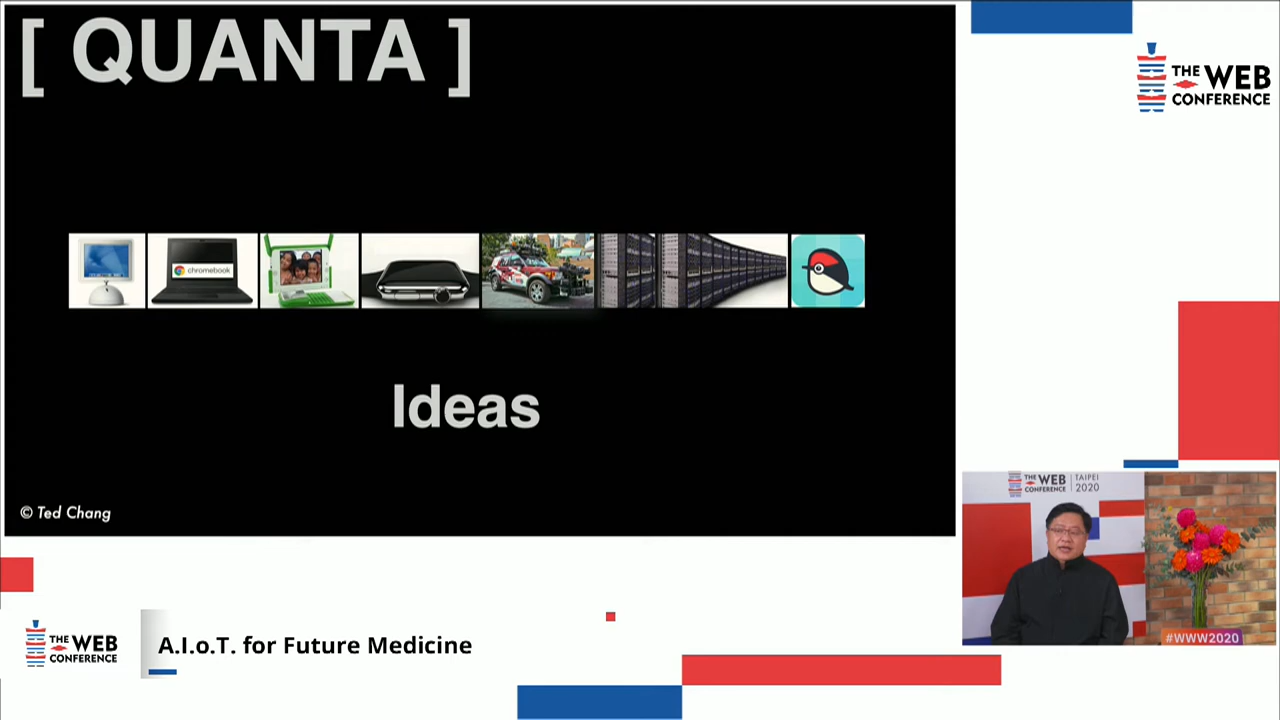 [ QUANTA ]
chromebook
Ideas
© Ted Chang
THE WEB
CONFERENCE
THE WEB
CONFERENCE
TAIPEI
2020
#WWW2020
THE WEB
CONFERENCE
A.I.o.T. for Future Medicine